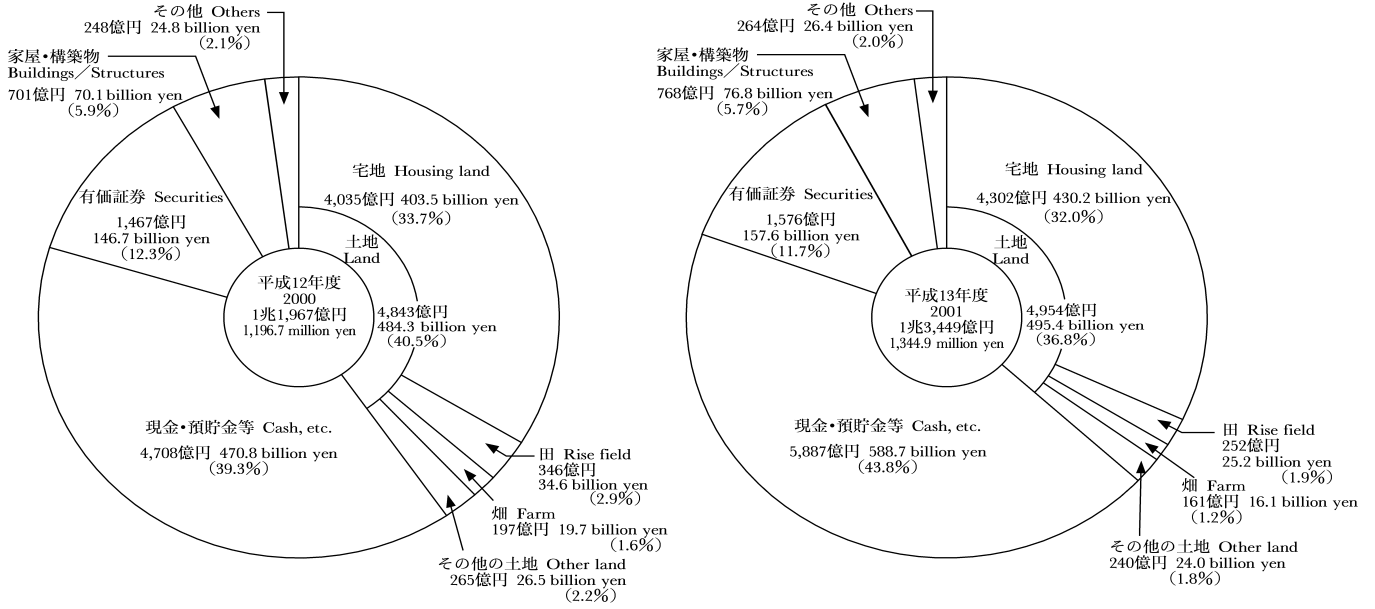 その他 Others
248億円 24.8 billion yen
（2.1%）
家屋・構築物
Buildings／Structures
701億円 70.1 billion yen
（5.9%）
有価証券 Securities
1,467億円
146.7 billion yen
（12.3%）
宅地 Housing land
4,035億円 403.5 billion yen
（33.7%）
土地
Land
4,843億円
484.3 billion yen
（40.5%）
平成12年度
2000
1兆1,967億円
1,196.7 million yen
現金・預貯金等 Cash, etc.
4,708億円 470.8 billion yen
（39.3%）
田 Rise field
346億円
34.6 billion yen
（2.9%）
畑 Farm
197億円 19.7 billion yen
（1.6%）
その他の土地 Other land
265億円 26.5 billion yen
（2.2%）
その他 Others
264億円 26.4 billion yen
（2.0%）
家屋・構築物
Buildings／Structures
768億円 76.8 billion yen
（5.7%）
有価証券 Securities
1,576億円
157.6 billion yen
（11.7%）
宅地 Housing land
4,302億円 430.2 billion yen
（32.0%）
土地
Land
4,954億円
495.4 billion yen
（36.8%）
平成13年度
2001
1兆3,449億円
1,344.9 million yen
現金・預貯金等 Cash, etc.
5,887億円 588.7 billion yen
（43.8%）
田 Rise field
252億円
25.2 billion yen
（1.9%）
畑 Farm
161億円 16.1 billion yen
（1.2%）
その他の土地 Other land
240億円 24.0 billion yen
（1.8%）